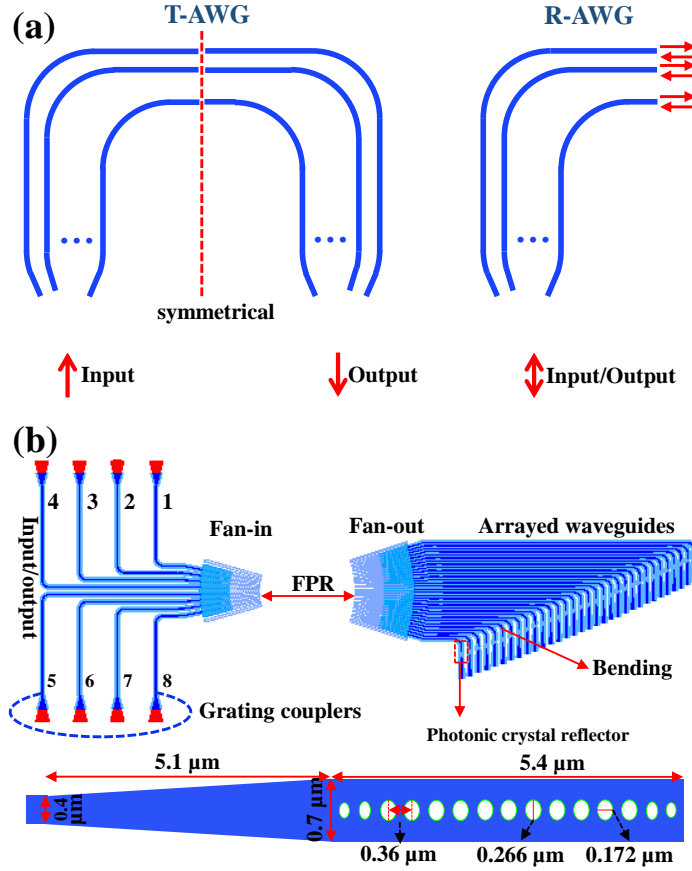 (a)
T-AWG
R-AWG
symmetrical
Input
Output
Input/Output
(b)
4 3 2 1
Fan-in
Fan-out
Arrayed waveguides
Input/output
FPR
Bending
5 6 7 8
Grating couplers
Photonic crystal reflector
5.1 μm
5.4 μm
0.4 μm
0.7 μm
0.36 μm
0.266 μm
0.172 μm